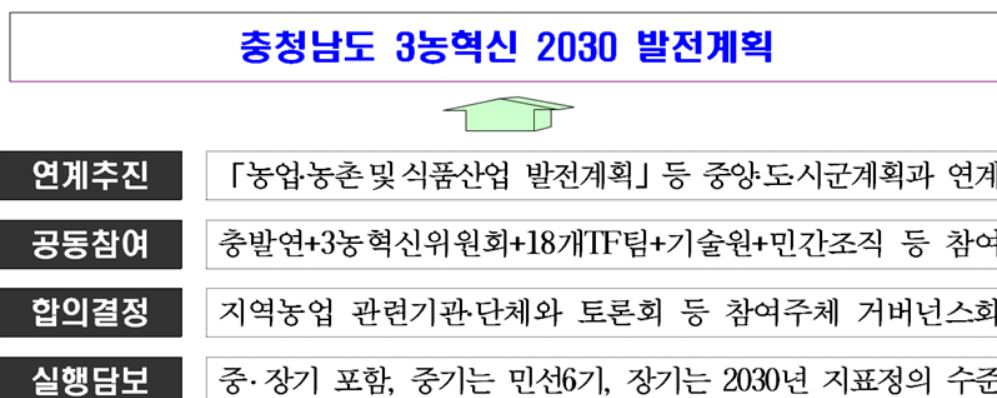 충청남도 3농혁신 2030 발전계획
연계추진 「농업·농촌 및 식품산업 발전계획」 등 중앙·도·시군계획과 연계
공동참여 충발연+3농혁신위원회+18개TF팀+기술원+민간조직 등 참여
합의결정 지역농업 관련기관·단체와 토론회 등 참여주체 거버넌스화
실행담보 중·장기 포함, 중기는 민선6기, 장기는 2030년 지표정의 수준